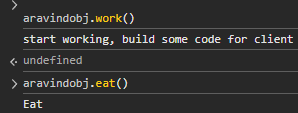 >
aravindobj.work()
start working, build some code for client
undefined
> aravindobj.eat()
Eat